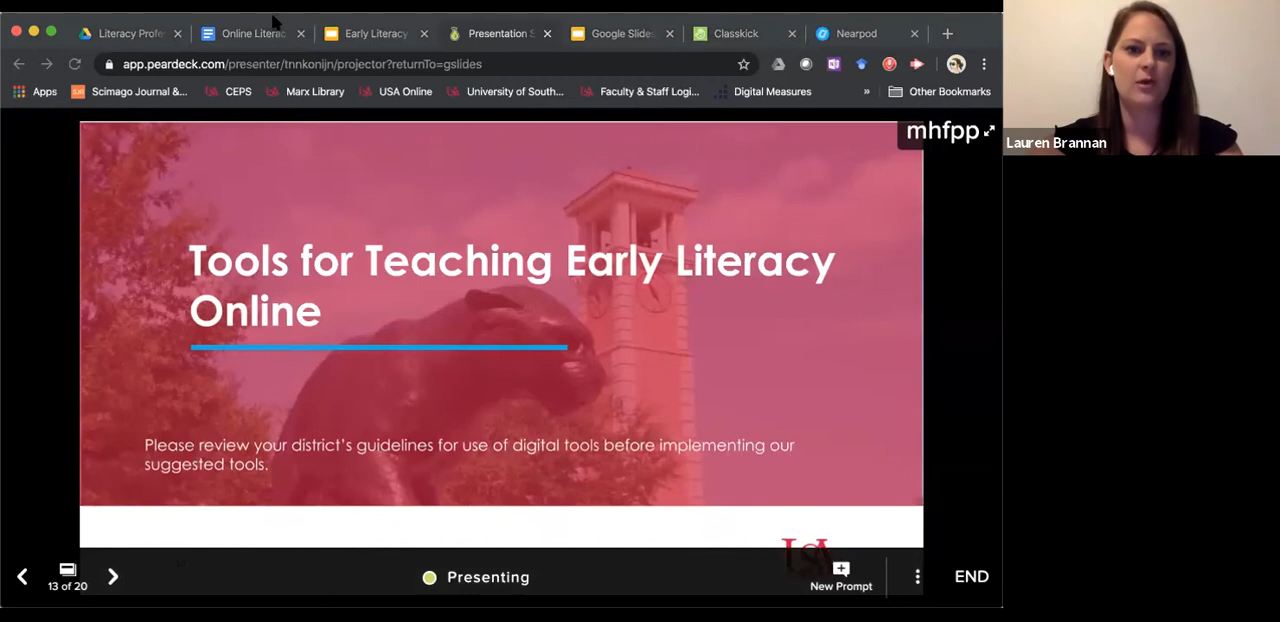 Literacy Profe
Online Literac
Early Literacy
Presentation S
Google Slides
Classkick
Nearpod
app.peardeck.com/presenter/tnnkonijn/projector?returnTo=gslides
Apps
Scimago Journal &...
CEPS
Marx Library
USA Online
University of South...
Faculty & Staff Logi...
Digital Measures
»
Other Bookmarks
mhfpp
Lauren Brannan
Tools for Teaching Early Literacy
Online
Please review your district's guidelines for use of digital tools before implementing our
suggested tools.
USA
13 of 20
Presenting
New Prompt
END